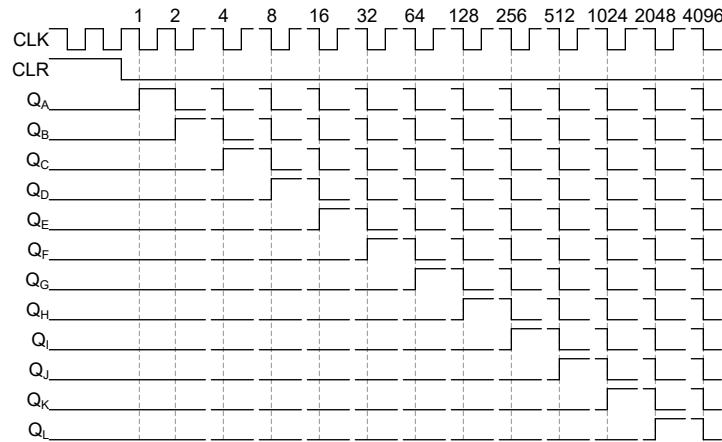 1 2 4 8 16 32 64 128 256 512 1024 2048 4096
CLK
CLR
QA
QB
QC
QD
QE
QF
QG
QH
QI
QJ
QK
QL